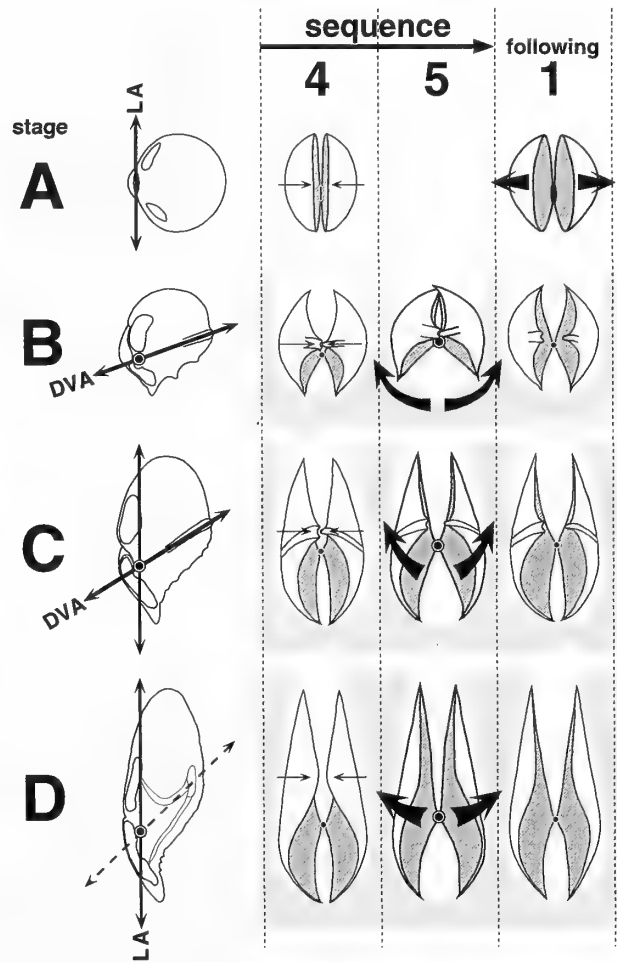 sequence
following
4 5 1
stage
LA
A
B
DVA
C
DVA
D
LA